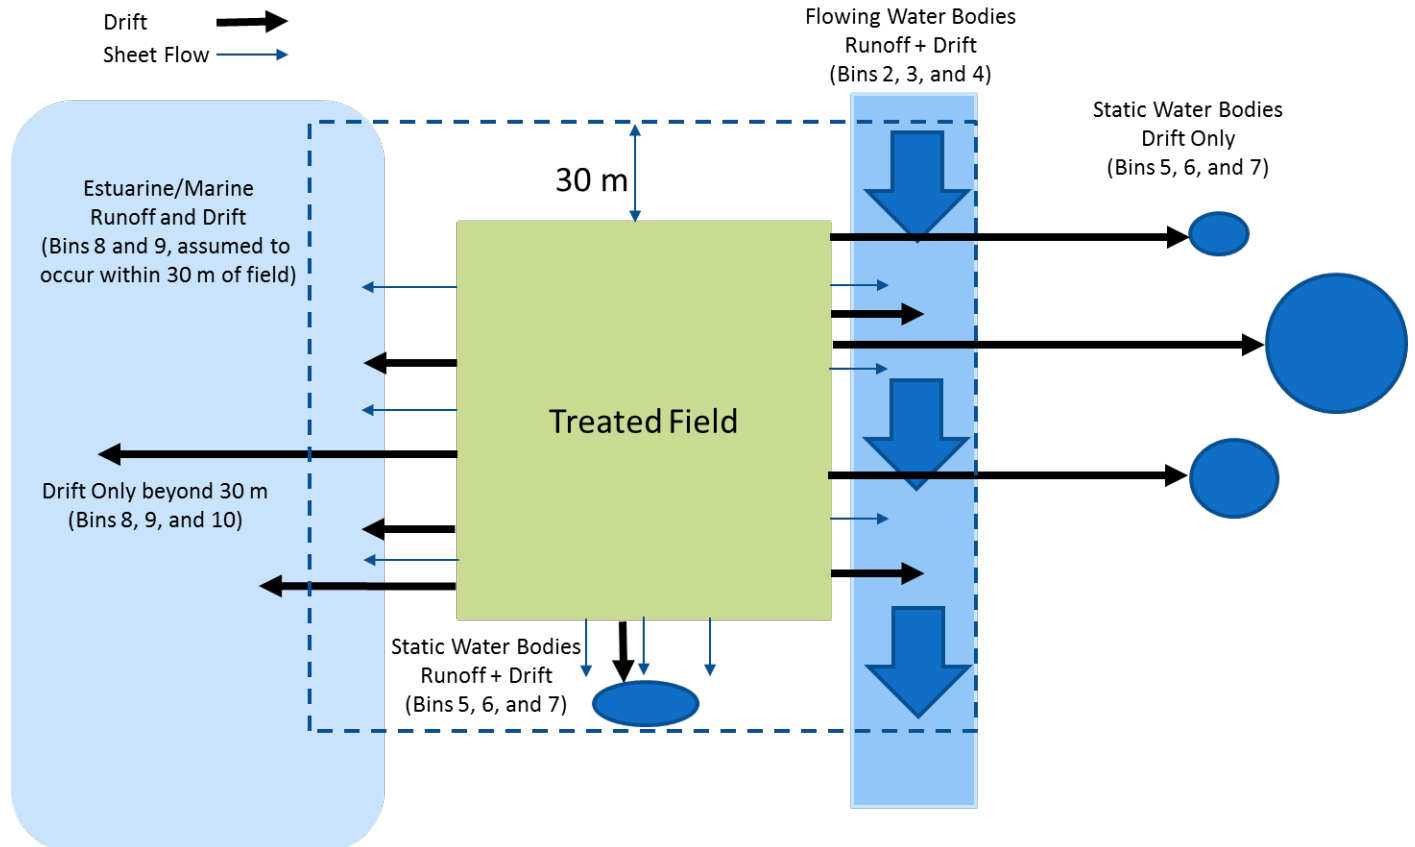 Drift
Sheet Flow
Flowing Water Bodies
Runoff + Drift
(Bins 2, 3, and 4)
Static Water Bodies
Drift Only
(Bins 5, 6, and 7)
Estuarine/Marine
Runoff and Drift
(Bins 8 and 9, assumed to
occur within 30 m of field)
30 m
Treated Field
Drift Only beyond 30 m
(Bins 8, 9, and 10)
Static Water Bodies
Runoff + Drift
(Bins 5, 6, and 7)